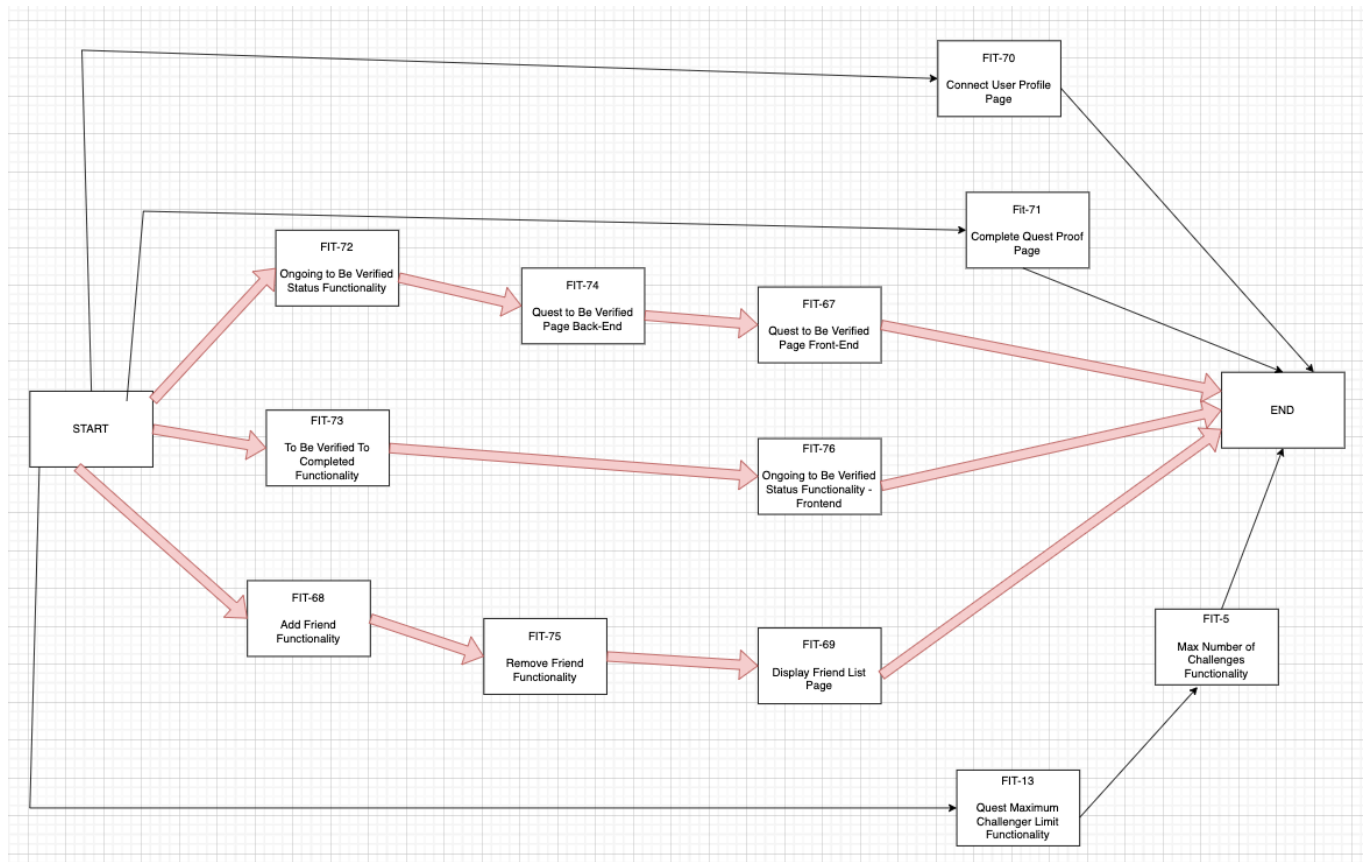 FIT-70
Connect User Profile
Page
Fit-71
Complete Quest Proof
Page
FIT-72
Ongoing to Be Verified
Status Functionality
FIT-74
Quest to Be Verified
Page Back-End
FIT-67
Quest to Be Verified
Page Front-End
START
END
FIT-73
To Be Verified To
Completed
Functionality
FIT-76
Ongoing to Be Verified
Status Functionality -
Frontend
FIT-68
Add Friend
Functionality
FIT-75
Remove Friend
Functionality
FIT-69
Display Friend List
Page
FIT-5
Max Number of
Challenges
Functionality
FIT-13
Quest Maximum
Challenger Limit
Functionality